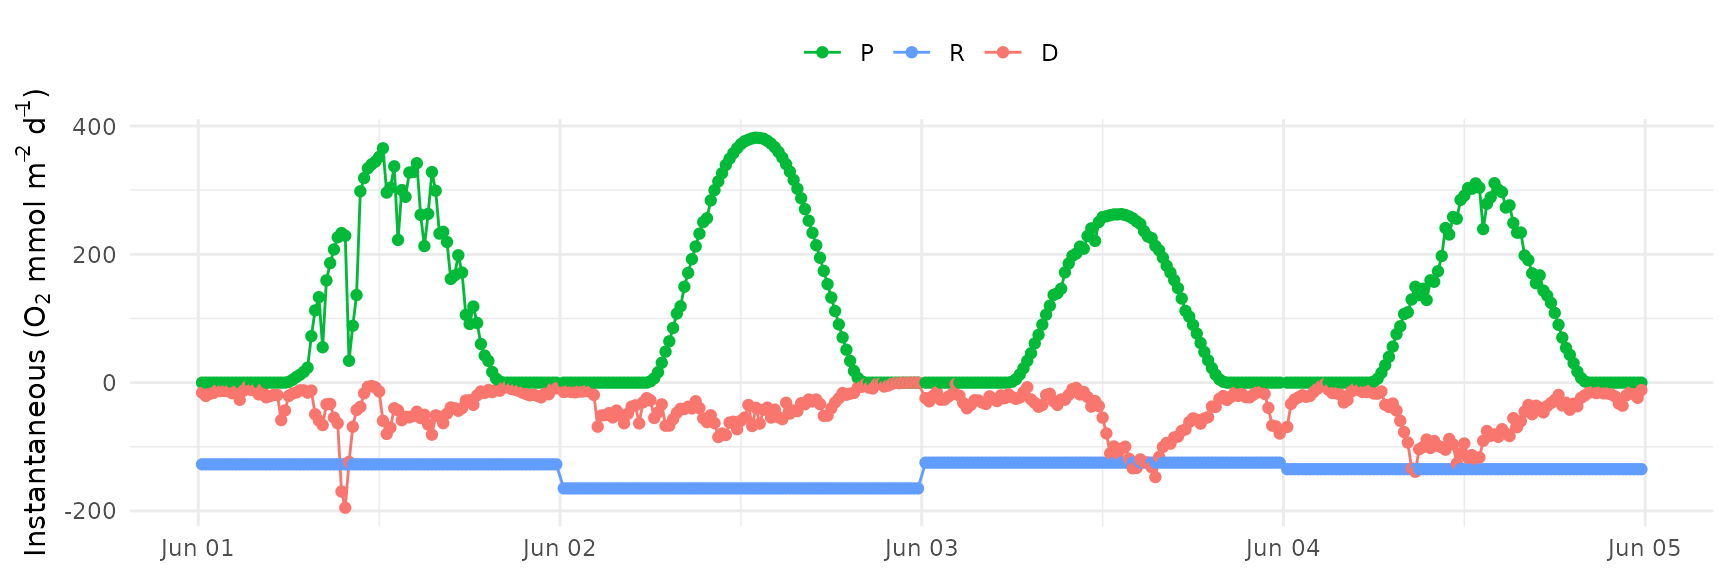 P R D
Instantaneous (O₂ mmol m⁻² d⁻¹)
400
200
0
-200
Jun 01 Jun 02 Jun 03 Jun 04 Jun 05